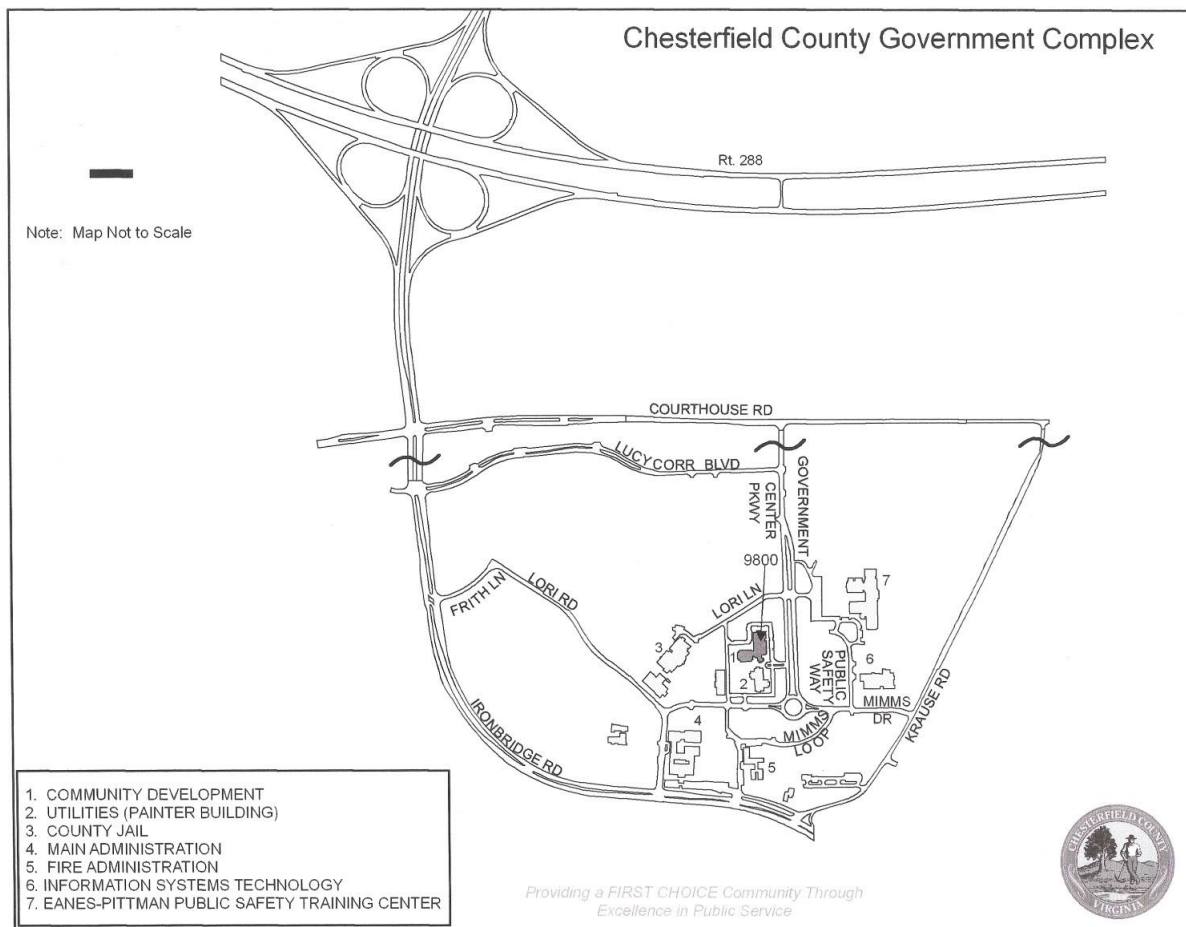 Chesterfield County Government Complex
Rt. 288
Note: Map Not to Scale
COURTHOUSE RD
LUCY CORR BLVD
CENTER
PKWY
GOVERNMENT
9800
7
FRITH LN
LORI RD
LORI LN
3
1
2
PUBLIC
SAFETY
WAY
6
MIMMS
DR
KRAUSE RD
IRONBRIDGE RD
4
MIMMS
LOOP
5
1. COMMUNITY DEVELOPMENT
2. UTILITIES (PAINTER BUILDING)
3. COUNTY JAIL
4. MAIN ADMINISTRATION
5. FIRE ADMINISTRATION
6. INFORMATION SYSTEMS TECHNOLOGY
7. EANES-PITTMAN PUBLIC SAFETY TRAINING CENTER
Providing a FIRST CHOICE Community Through
Excellence in Public Service
CHESTERFIELD COUNTY
VIRGINIA